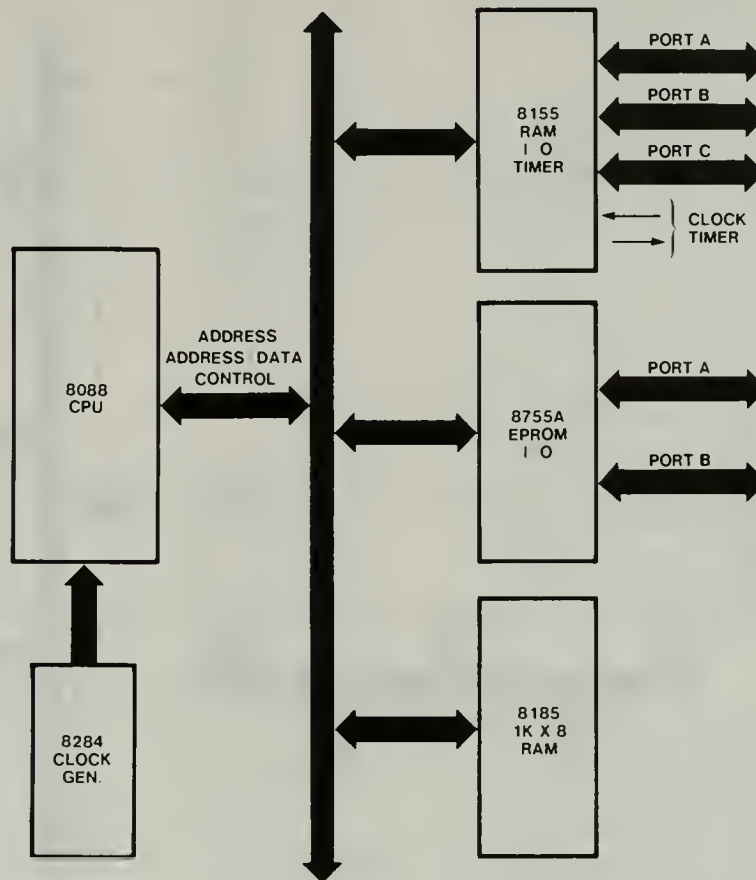 8088
CPU
8284
CLOCK
GEN.
ADDRESS
ADDRESS DATA
CONTROL
8155
RAM
I O
TIMER
PORT A
PORT B
PORT C
CLOCK
TIMER
8755A
EPROM
I O
PORT A
PORT B
8185
1K X 8
RAM